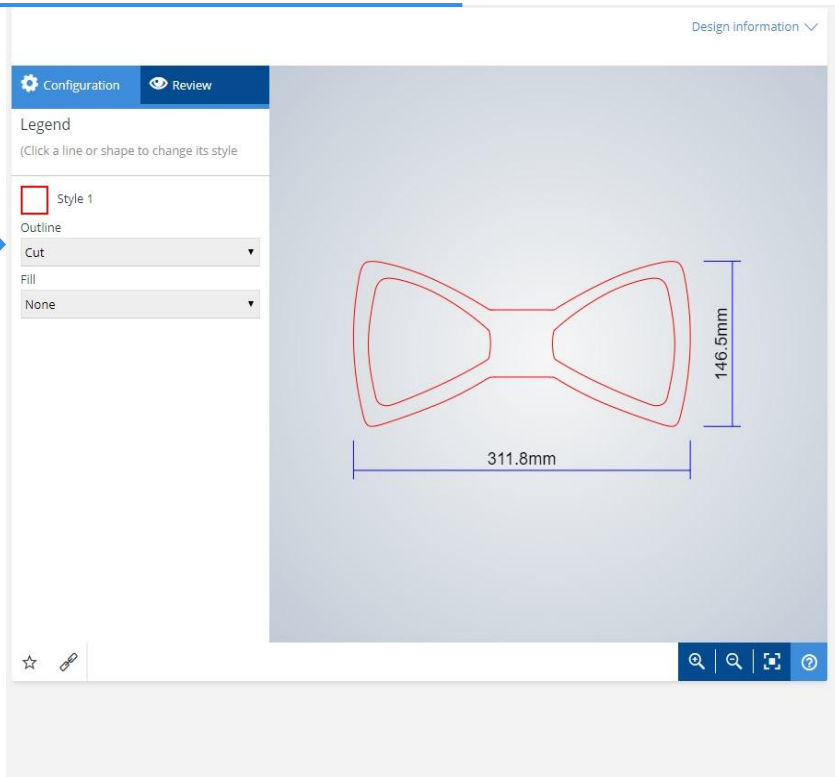 Design information
Configuration
Review
Legend
(Click a line or shape to change its style
Style 1
Outline
Cut
Fill
None
146.5mm
311.8mm